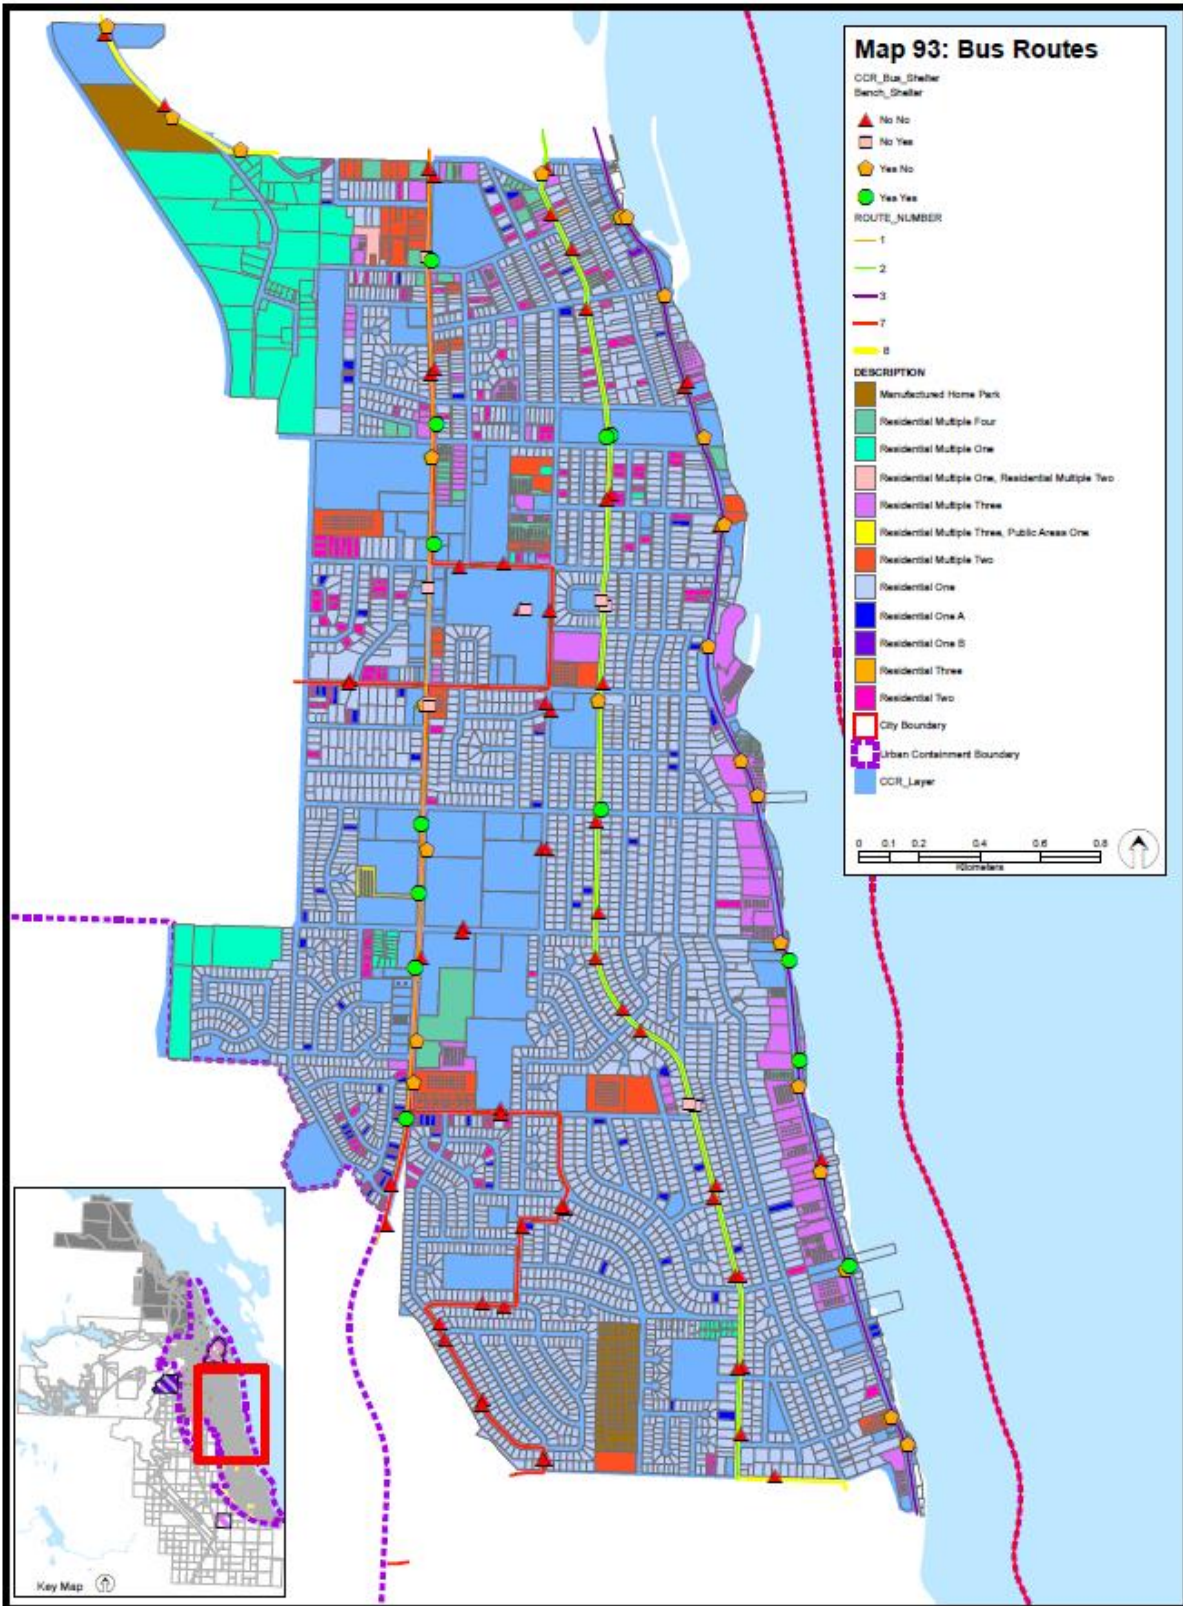 Map 93: Bus Routes
CCR_Bus_Shelter
Bench_Shelter
No No
No Yes
Yes No
Yes Yes
ROUTE_NUMBER
1
2
3
7
8
DESCRIPTION
Manufactured Home Park
Residential Multiple Four
Residential Multiple One
Residential Multiple One, Residential Multiple Two
Residential Multiple Three
Residential Multiple Three, Public Areas One
Residential Multiple Two
Residential One
Residential One A
Residential One B
Residential Three
Residential Two
City Boundary
Urban Containment Boundary
CCR_Layer
0 0.1 0.2 0.4 0.6 0.8
Kilometers
Key Map